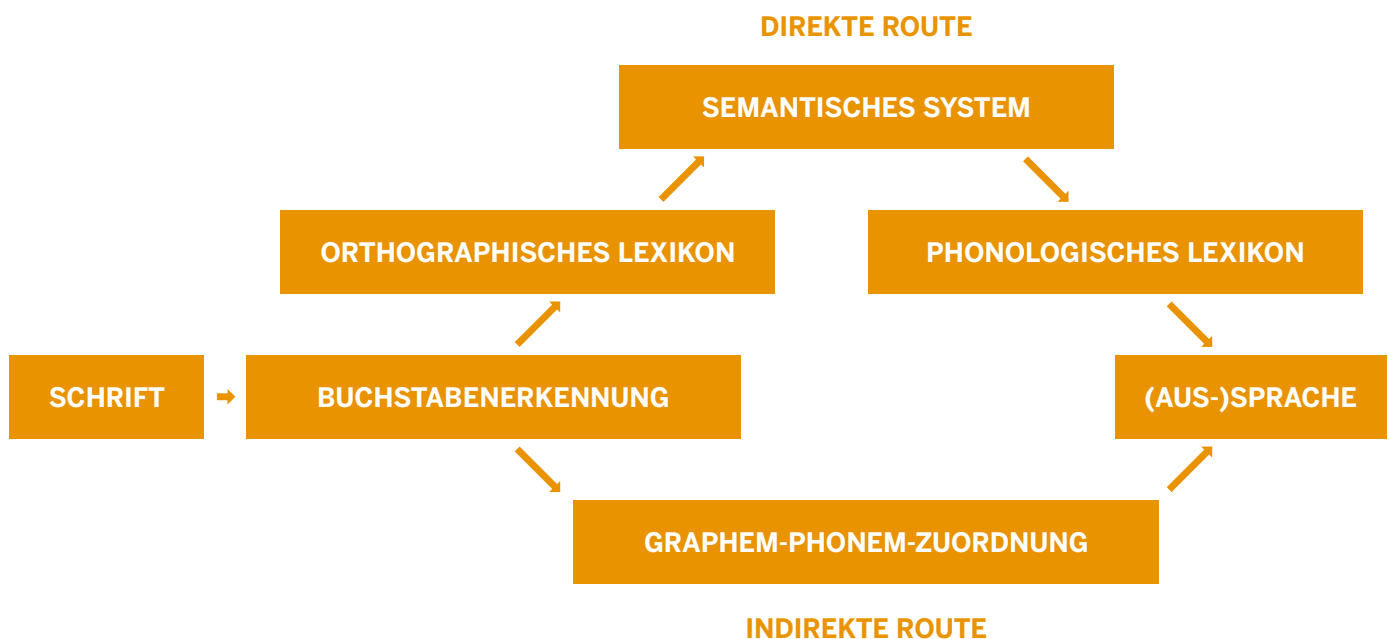 DIREKTE ROUTE
SEMANTISCHES SYSTEM
ORTHOGRAPHISCHES LEXIKON
PHONOLOGISCHES LEXIKON
SCHRIFT
BUCHSTABENERKENNUNG
(AUS-)SPRACHE
GRAPHEM-PHONEM-ZUORDNUNG
INDIREKTE ROUTE